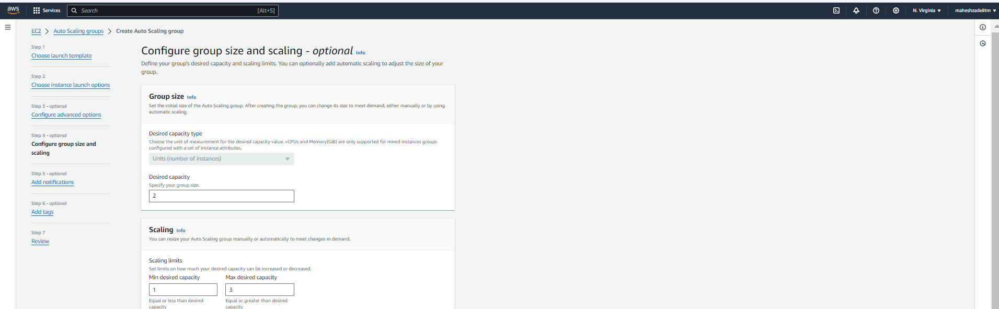 aws
Services
Search [Alt+S]
N. Virginia
maheshzadeiitm
EC2 > Auto Scaling groups > Create Auto Scaling group
Step 1
Choose launch template
Step 2
Choose instance launch options
Step 3 - optional
Configure advanced options
Step 4 - optional
Configure group size and
scaling
Step 5 - optional
Add notifications
Step 6 - optional
Add tags
Step 7
Review
Configure group size and scaling - optional Info
Define your group's desired capacity and scaling limits. You can optionally add automatic scaling to adjust the size of your
group.
Group size Info
Set the initial size of the Auto Scaling group. After creating the group, you can change its size to meet demand, either manually or by using
automatic scaling.
Desired capacity type
Choose the unit of measurement for the desired capacity value. vCPUs and Memory(GiB) are only supported for mixed instances groups
configured with a set of instance attributes.
Units (number of instances)
Desired capacity
Specify your group size.
2
Scaling Info
You can resize your Auto Scaling group manually or automatically to meet changes in demand.
Scaling limits
Set limits on how much your desired capacity can be increased or decreased.
Min desired capacity Max desired capacity
1 3
Equal or less than desired Equal or greater than desired
capacity capacity